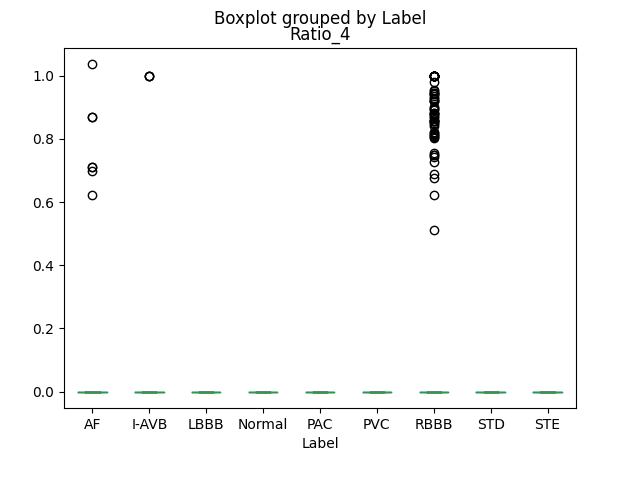 Boxplot grouped by Label
Ratio_4
1.0
0.8
0.6
0.4
0.2
0.0
AF I-AVB LBBB Normal PAC PVC RBBB STD STE
Label